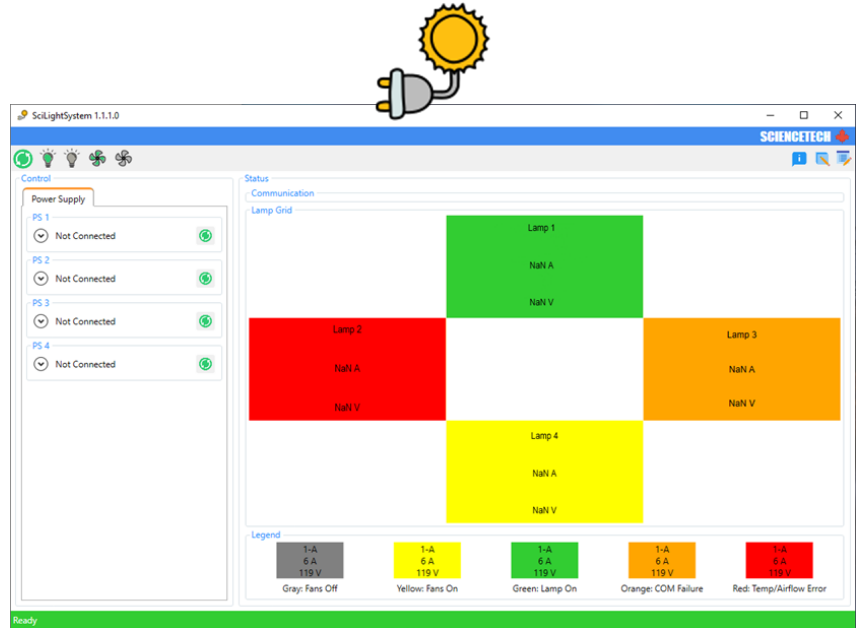 SciLightSystem 1.1.1.0
SCIENCETECH
Control
Power Supply
PS 1
Not Connected
PS 2
Not Connected
PS 3
Not Connected
PS 4
Not Connected
Status
Communication
Lamp Grid
Lamp 1
NaN A
NaN V
Lamp 2
NaN A
NaN V
Lamp 3
NaN A
NaN V
Lamp 4
NaN A
NaN V
Legend
1-A
6 A
119 V
Gray: Fans Off
1-A
6 A
119 V
Yellow: Fans On
1-A
6 A
119 V
Green: Lamp On
1-A
6 A
119 V
Orange: COM Failure
1-A
6 A
119 V
Red: Temp/Airflow Error
Ready